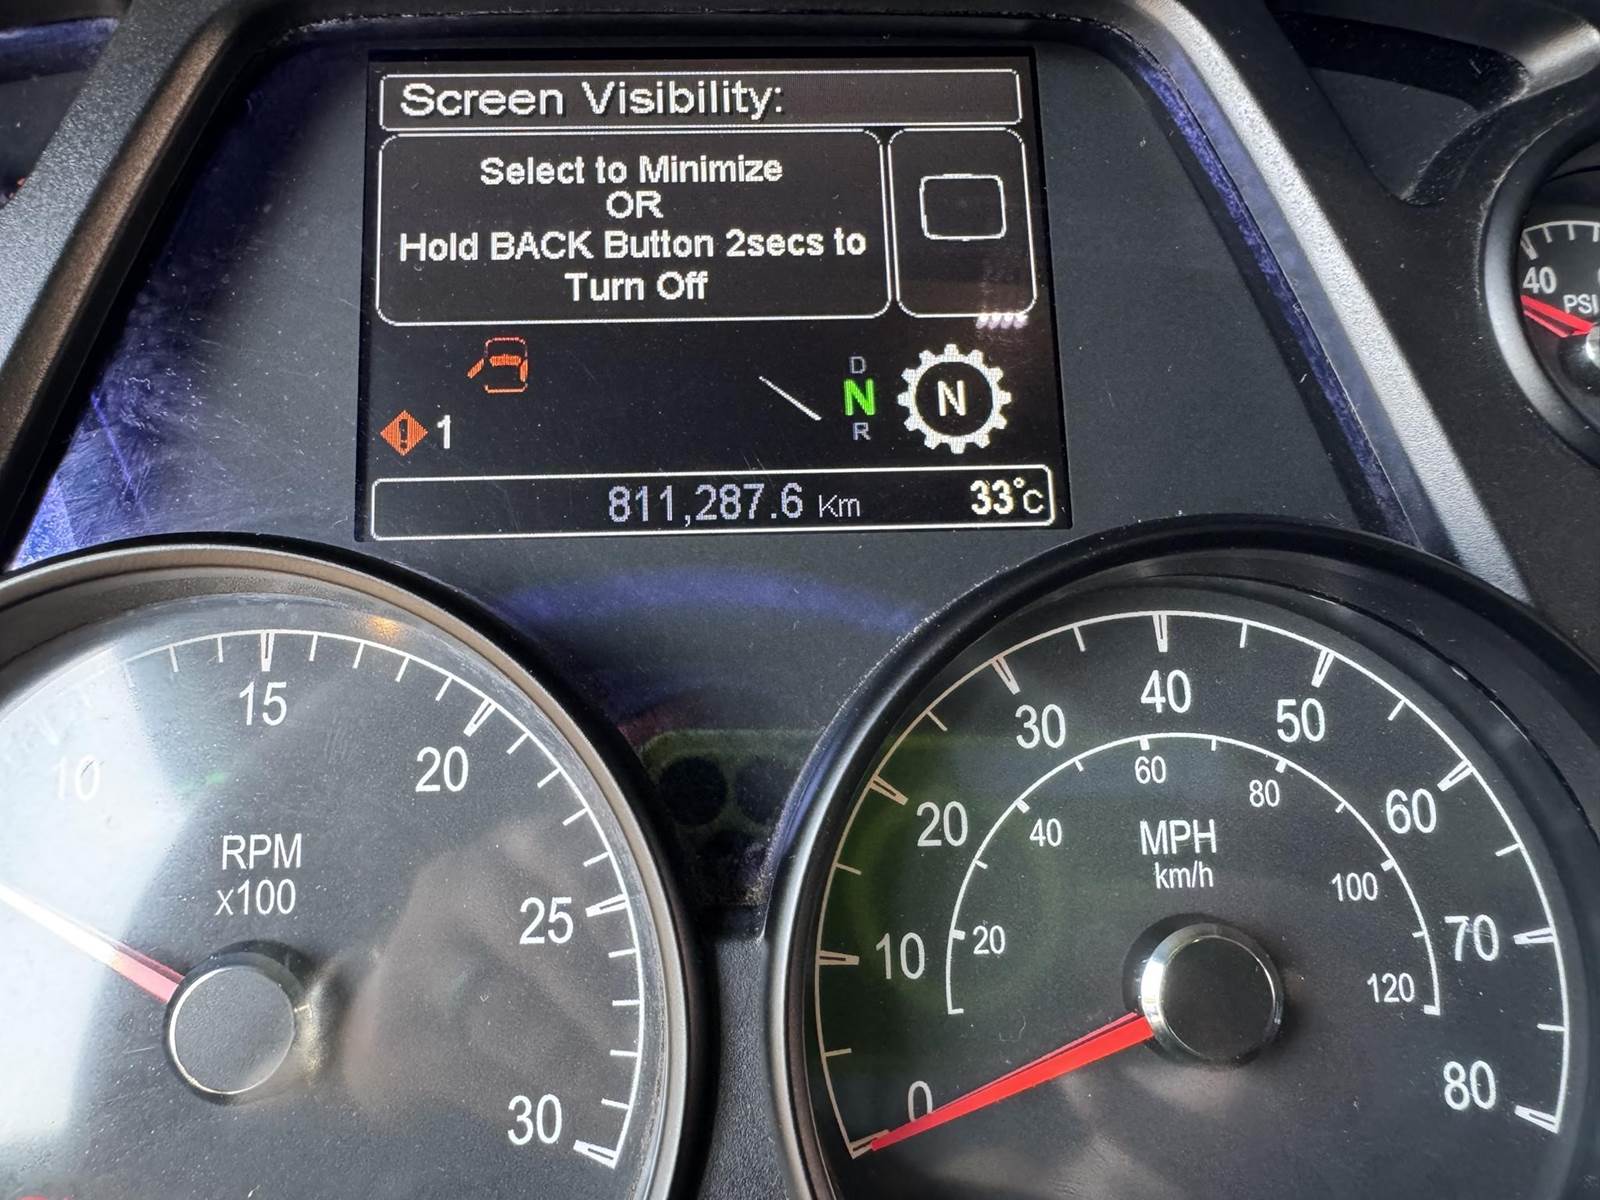 Screen Visibility:
Select to Minimize
OR
Hold BACK Button 2secs to
Turn Off
D
N
R
N
1
811,287.6 Km
33°C
40
PSI
10
15
20
25
30
RPM
x100
0
10
20
30
40
50
60
70
80
20
40
60
80
100
120
MPH
km/h